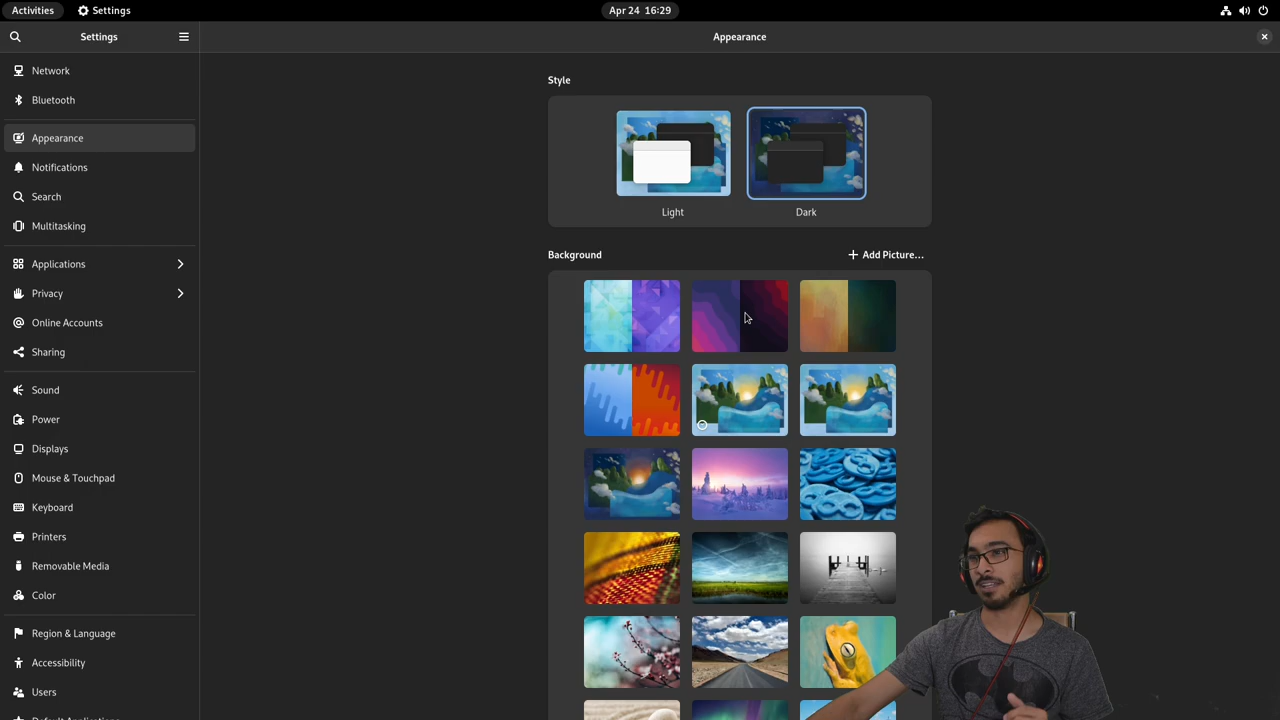 Activities
Settings
Apr 24 16:29
Settings
Appearance
Network
Bluetooth
Appearance
Notifications
Search
Multitasking
Applications
Privacy
Online Accounts
Sharing
Sound
Power
Displays
Mouse & Touchpad
Keyboard
Printers
Removable Media
Color
Region & Language
Accessibility
Users
Default Applications
Style
Light
Dark
Background
+ Add Picture...